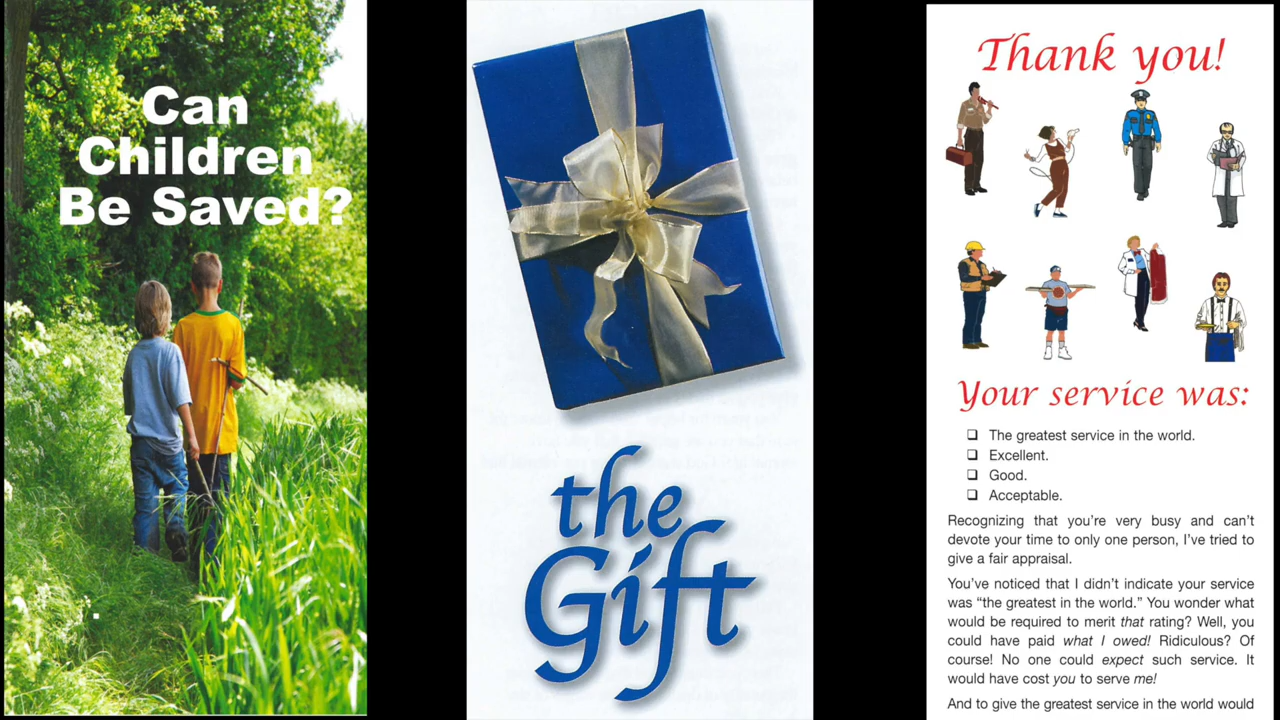 Can
Children
Be Saved?
the
Gift
Thank you!
Your service was:
❑ The greatest service in the world.
❑ Excellent.
❑ Good.
❑ Acceptable.
Recognizing that you’re very busy and can’t
devote your time to only one person, I’ve tried to
give a fair appraisal.
You’ve noticed that I didn’t indicate your service
was “the greatest in the world.” You wonder what
would be required to merit that rating? Well, you
could have paid what I owed! Ridiculous? Of
course! No one could expect such service. It
would have cost you to serve me!
And to give the greatest service in the world would